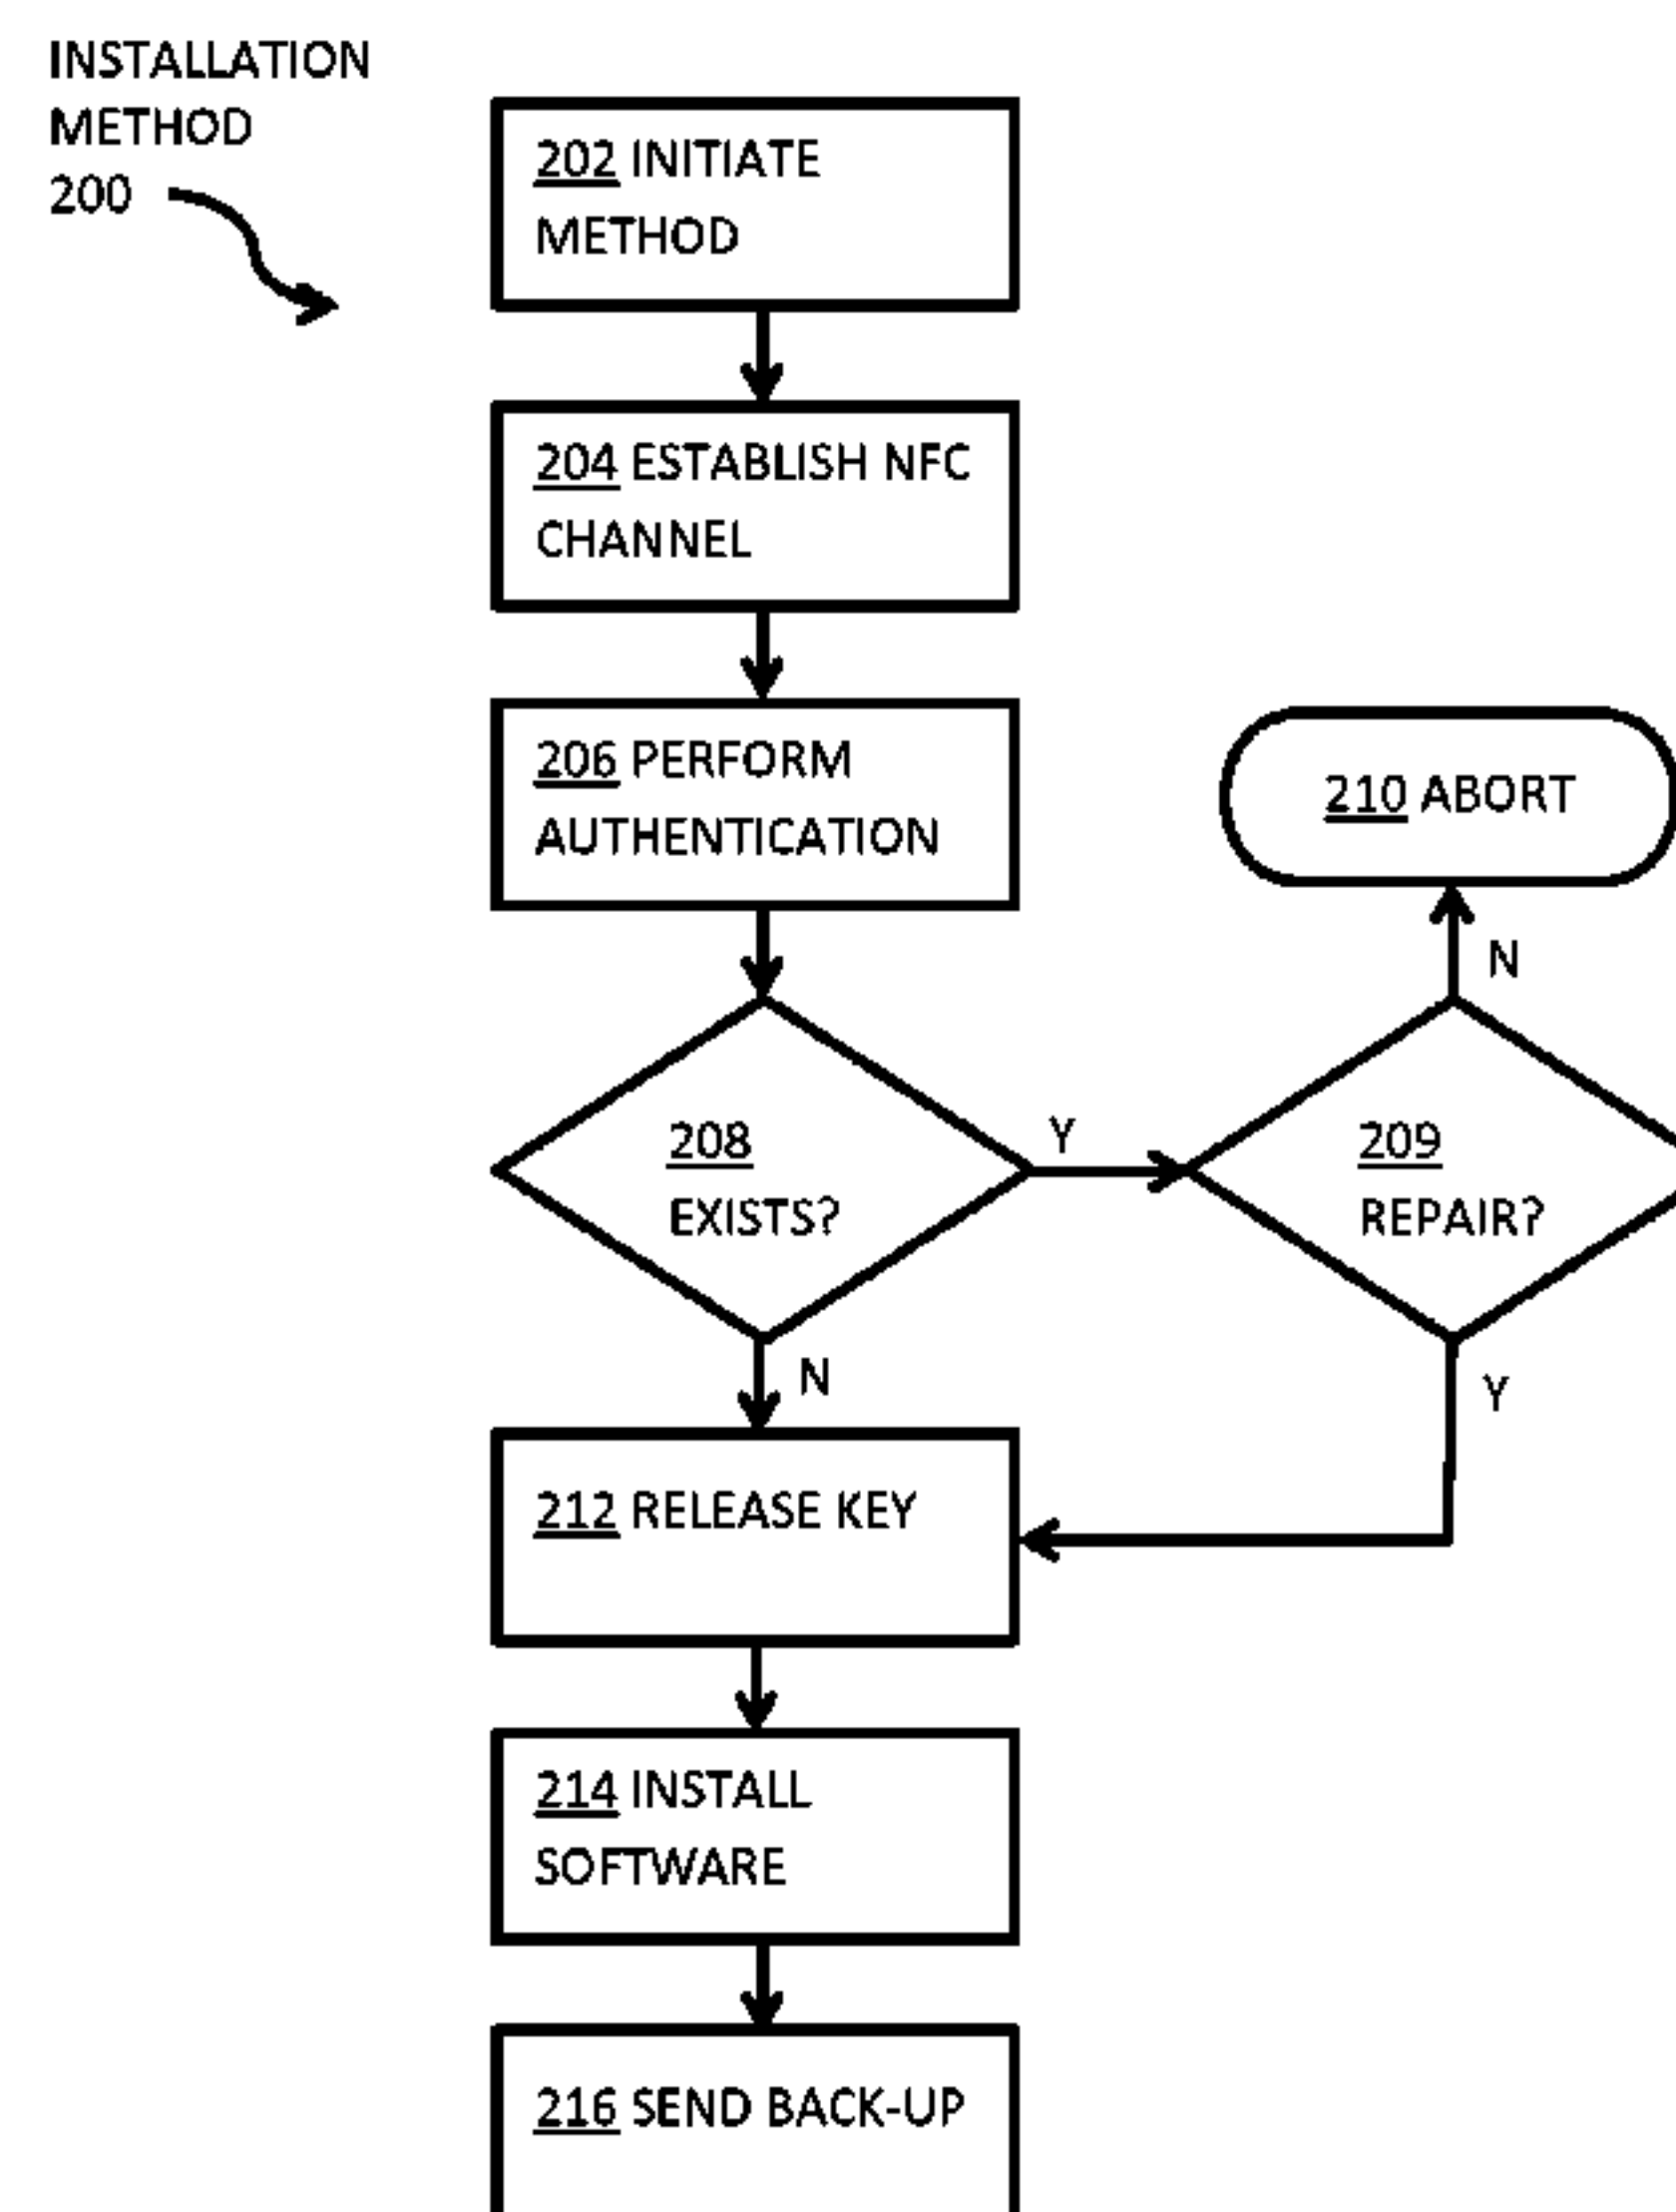 INSTALLATION
METHOD
200
202 INITIATE
METHOD
204 ESTABLISH NFC
CHANNEL
206 PERFORM
AUTHENTICATION
210 ABORT
N
208
EXISTS?
Y
209
REPAIR?
N
Y
212 RELEASE KEY
214 INSTALL
SOFTWARE
216 SEND BACK-UP